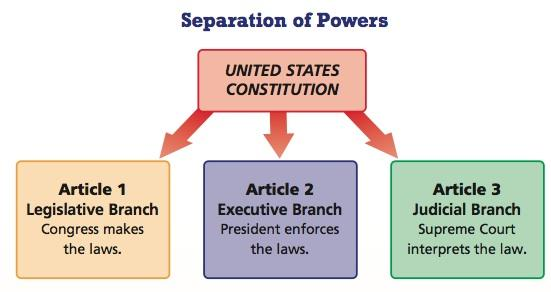 Separation of Powers
UNITED STATES
CONSTITUTION
Article 1
Legislative Branch
Congress makes
the laws.
Article 2
Executive Branch
President enforces
the laws.
Article 3
Judicial Branch
Supreme Court
interprets the law.